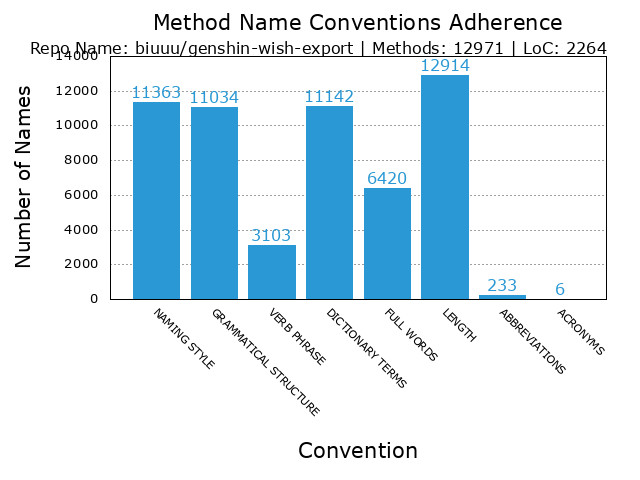 Method Name Conventions Adherence
Repo Name: biuuu/genshin-wish-export | Methods: 12971 | LoC: 2264
Number of Names
14000
12000
10000
8000
6000
4000
2000
0
11363
11034
3103
11142
6420
12914
233
6
NAMING STYLE
GRAMMATICAL STRUCTURE
VERB PHRASE
DICTIONARY TERMS
FULL WORDS
LENGTH
ABBREVIATIONS
ACRONYMS
Convention